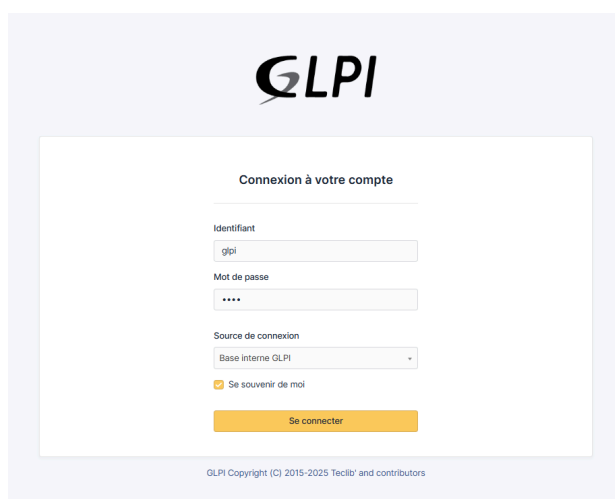 GLPI
Connexion à votre compte
Identifiant
glpi
Mot de passe
••••
Source de connexion
Base interne GLPI
Se souvenir de moi
Se connecter
GLPI Copyright (C) 2015-2025 Teclib' and contributors